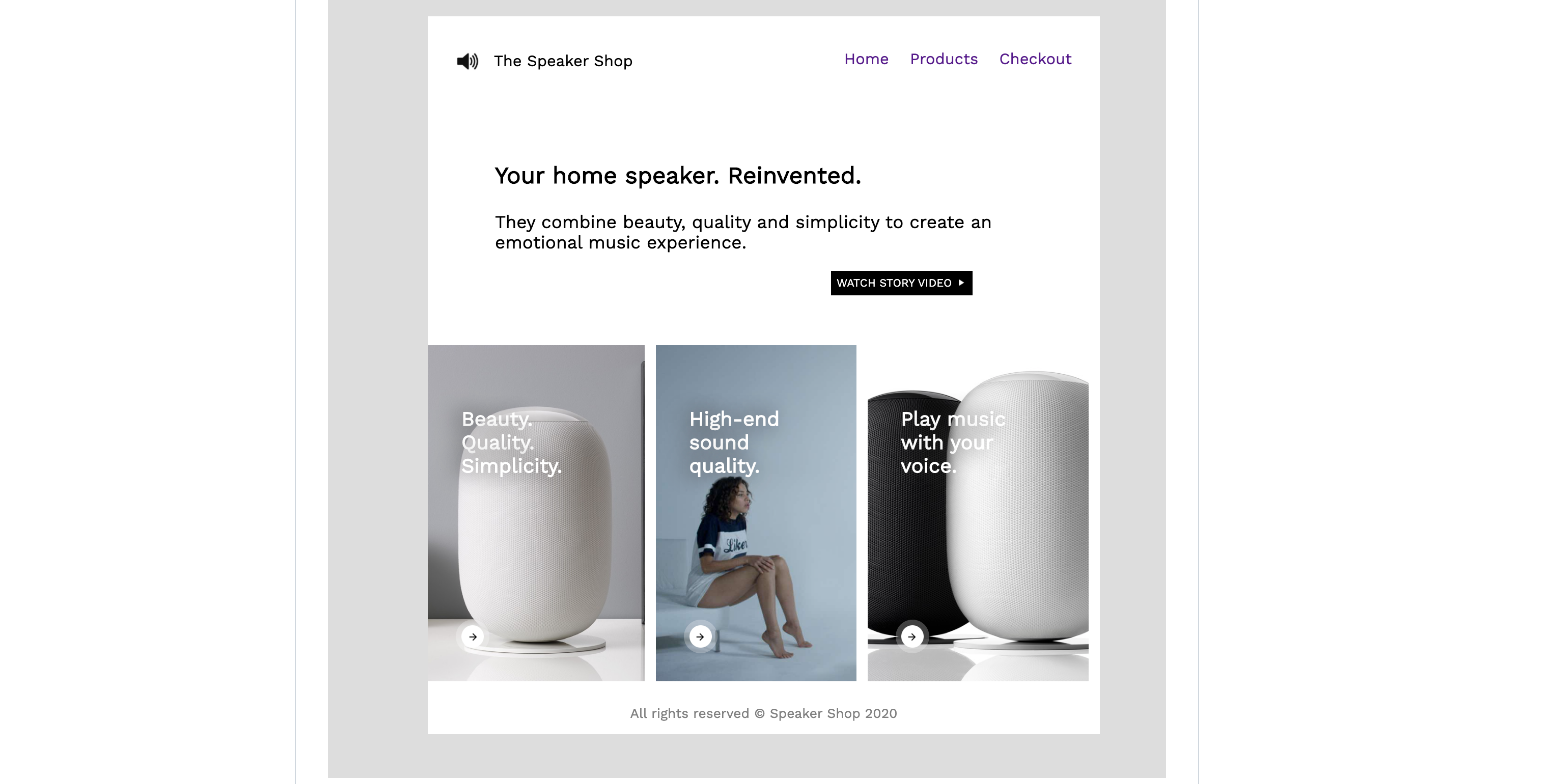 The Speaker Shop
Home Products Checkout
Your home speaker. Reinvented.
They combine beauty, quality and simplicity to create an
emotional music experience.
WATCH STORY VIDEO
Beauty.
Quality.
Simplicity.
High-end
sound
quality.
Liker
Play music
with your
voice.
All rights reserved © Speaker Shop 2020